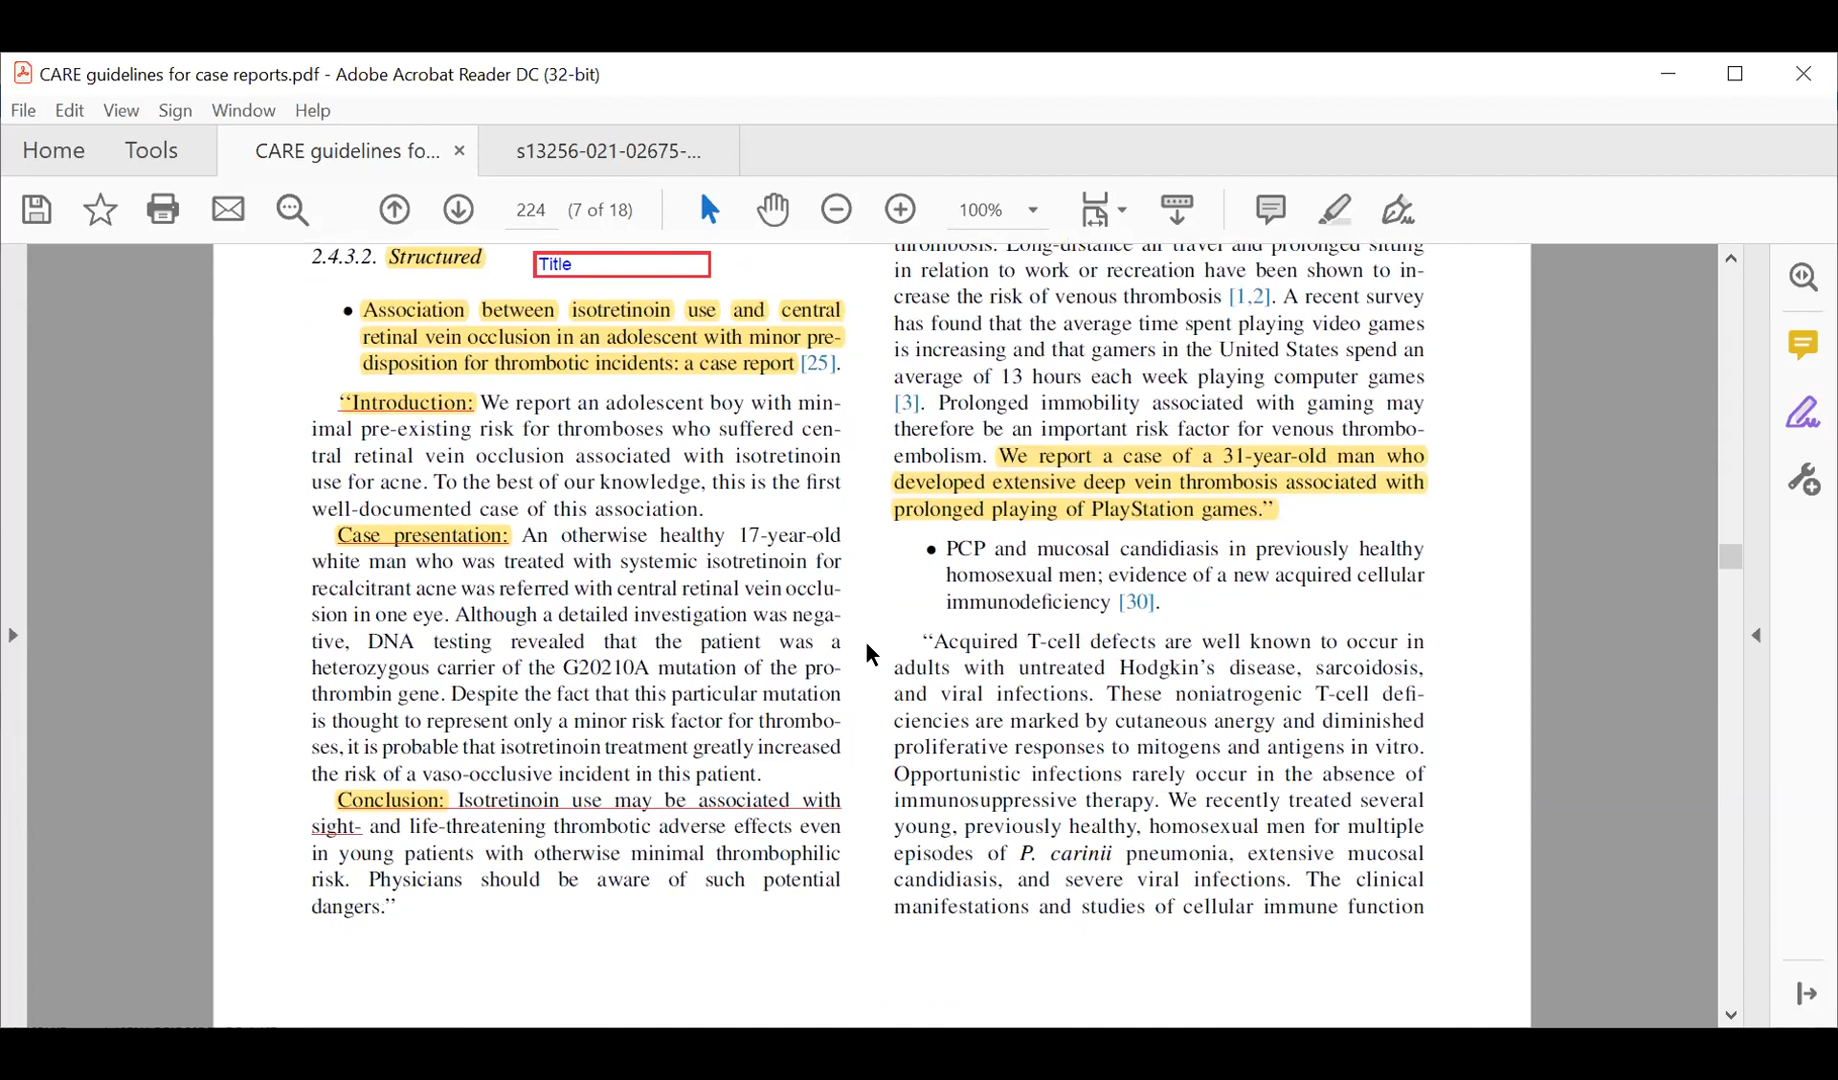 CARE guidelines for case reports.pdf - Adobe Acrobat Reader DC (32-bit)
File Edit View Sign Window Help
Home Tools CARE guidelines fo... × s13256-021-02675-...
224 (7 of 18) 100%
2.4.3.2. Structured
Title
• Association between isotretinoin use and central
retinal vein occlusion in an adolescent with minor pre-
disposition for thrombotic incidents: a case report [25].
‘‘Introduction: We report an adolescent boy with min-
imal pre-existing risk for thromboses who suffered cen-
tral retinal vein occlusion associated with isotretinoin
use for acne. To the best of our knowledge, this is the first
well-documented case of this association.
Case presentation: An otherwise healthy 17-year-old
white man who was treated with systemic isotretinoin for
recalcitrant acne was referred with central retinal vein occlu-
sion in one eye. Although a detailed investigation was nega-
tive, DNA testing revealed that the patient was a
heterozygous carrier of the G20210A mutation of the pro-
thrombin gene. Despite the fact that this particular mutation
is thought to represent only a minor risk factor for thrombo-
ses, it is probable that isotretinoin treatment greatly increased
the risk of a vaso-occlusive incident in this patient.
Conclusion: Isotretinoin use may be associated with
sight- and life-threatening thrombotic adverse effects even
in young patients with otherwise minimal thrombophilic
risk. Physicians should be aware of such potential
dangers.’’
thrombosis. Long-distance air travel and prolonged sitting
in relation to work or recreation have been shown to in-
crease the risk of venous thrombosis [1,2]. A recent survey
has found that the average time spent playing video games
is increasing and that gamers in the United States spend an
average of 13 hours each week playing computer games
[3]. Prolonged immobility associated with gaming may
therefore be an important risk factor for venous thrombo-
embolism. We report a case of a 31-year-old man who
developed extensive deep vein thrombosis associated with
prolonged playing of PlayStation games.’’
• PCP and mucosal candidiasis in previously healthy
homosexual men; evidence of a new acquired cellular
immunodeficiency [30].
‘‘Acquired T-cell defects are well known to occur in
adults with untreated Hodgkin’s disease, sarcoidosis,
and viral infections. These noniatrogenic T-cell defi-
ciencies are marked by cutaneous anergy and diminished
proliferative responses to mitogens and antigens in vitro.
Opportunistic infections rarely occur in the absence of
immunosuppressive therapy. We recently treated several
young, previously healthy, homosexual men for multiple
episodes of P. carinii pneumonia, extensive mucosal
candidiasis, and severe viral infections. The clinical
manifestations and studies of cellular immune function